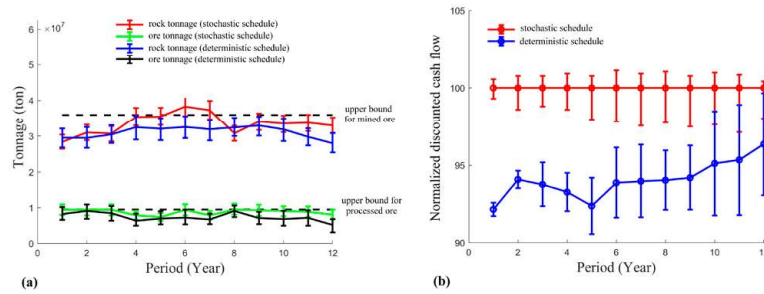 ×10⁷
rock tonnage (stochastic schedule)
ore tonnage (stochastic schedule)
rock tonnage (deterministic schedule)
ore tonnage (deterministic schedule)
6
5
4
3
2
1
0
Tonnage (ton)
upper bound
for mined ore
upper bound for
processed ore
0 2 4 6 8 10 12
Period (Year)
(a)
stochastic schedule
deterministic schedule
105
100
95
90
Normalized discounted cash flow
0 2 4 6 8 10 12
Period (Year)
(b)